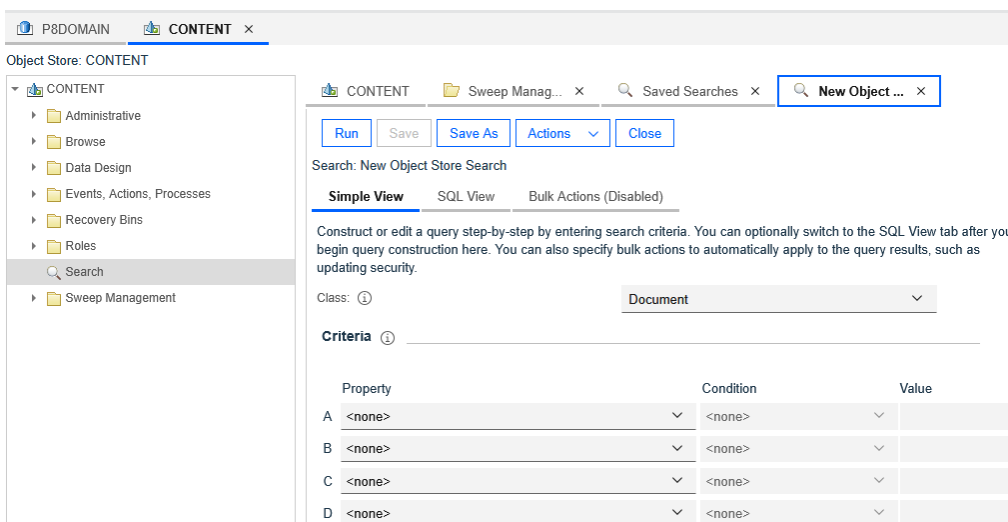 P8DOMAIN CONTENT ×
Object Store: CONTENT
CONTENT
Administrative
Browse
Data Design
Events, Actions, Processes
Recovery Bins
Roles
Search
Sweep Management
CONTENT Sweep Manag... × Saved Searches × New Object ... ×
Run Save Save As Actions Close
Search: New Object Store Search
Simple View SQL View Bulk Actions (Disabled)
Construct or edit a query step-by-step by entering search criteria. You can optionally switch to the SQL View tab after you
begin query construction here. You can also specify bulk actions to automatically apply to the query results, such as
updating security.
Class: Document
Criteria
Property Condition Value
A <none> <none>
B <none> <none>
C <none> <none>
D <none> <none>